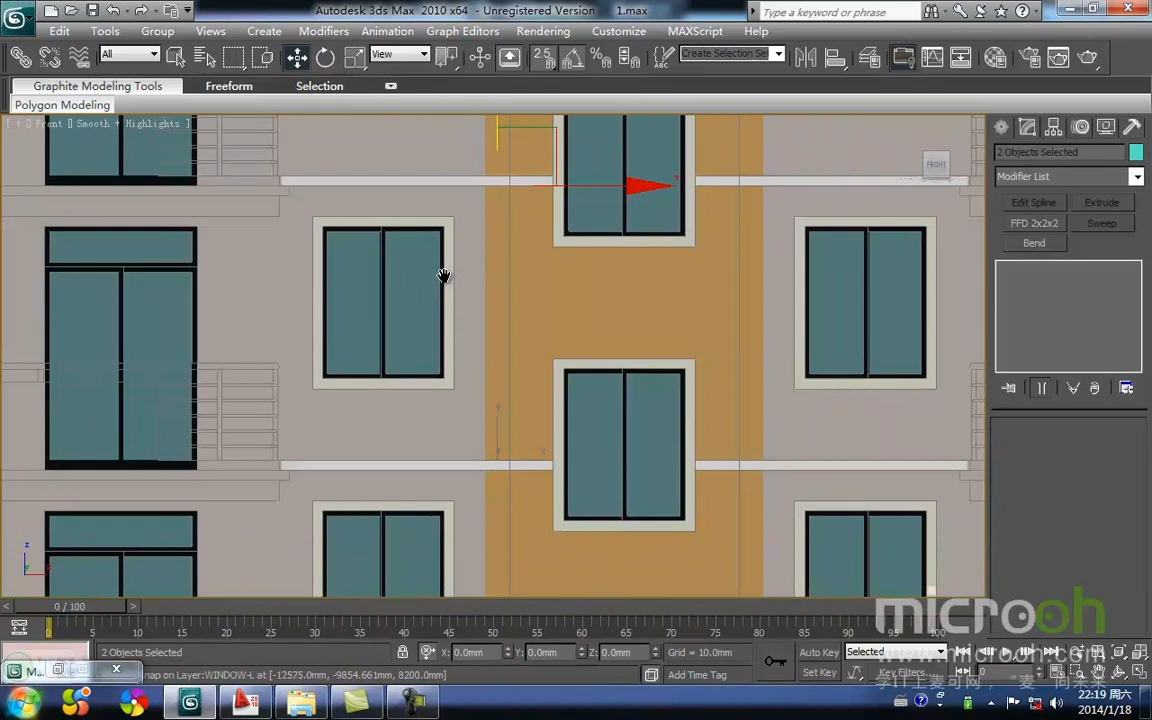 Autodesk 3ds Max 2010 x64 - Unregistered Version 1.max
Type a keyword or phrase
Edit Tools Group Views Create Modifiers Animation Graph Editors Rendering Customize MAXScript Help
All
View
2.5
Create Selection Se
Graphite Modeling Tools Freeform Selection
Polygon Modeling
[ + ] Front ] Smooth + Highlights ]
FRONT
2 Objects Selected
Modifier List
Edit Spline Extrude
FFD 2x2x2 Sweep
Bend
z
x
0 / 100
0 5 10 15 20 25 30 35 40 45 50 55 60 65 70 75 80 85 90 95 100
microoh
www.microoh.com
2 Objects Selected
X: 0.0mm Y: 0.0mm Z: 0.0mm
Grid = 10.0mm
Auto Key Selected
Set Key Key Filters...
0
M...
nap on Layer:WINDOW-L at [-12575.0mm, -9854.661mm, 8200.0mm]
Add Time Tag
22:19 周六
2014/1/18